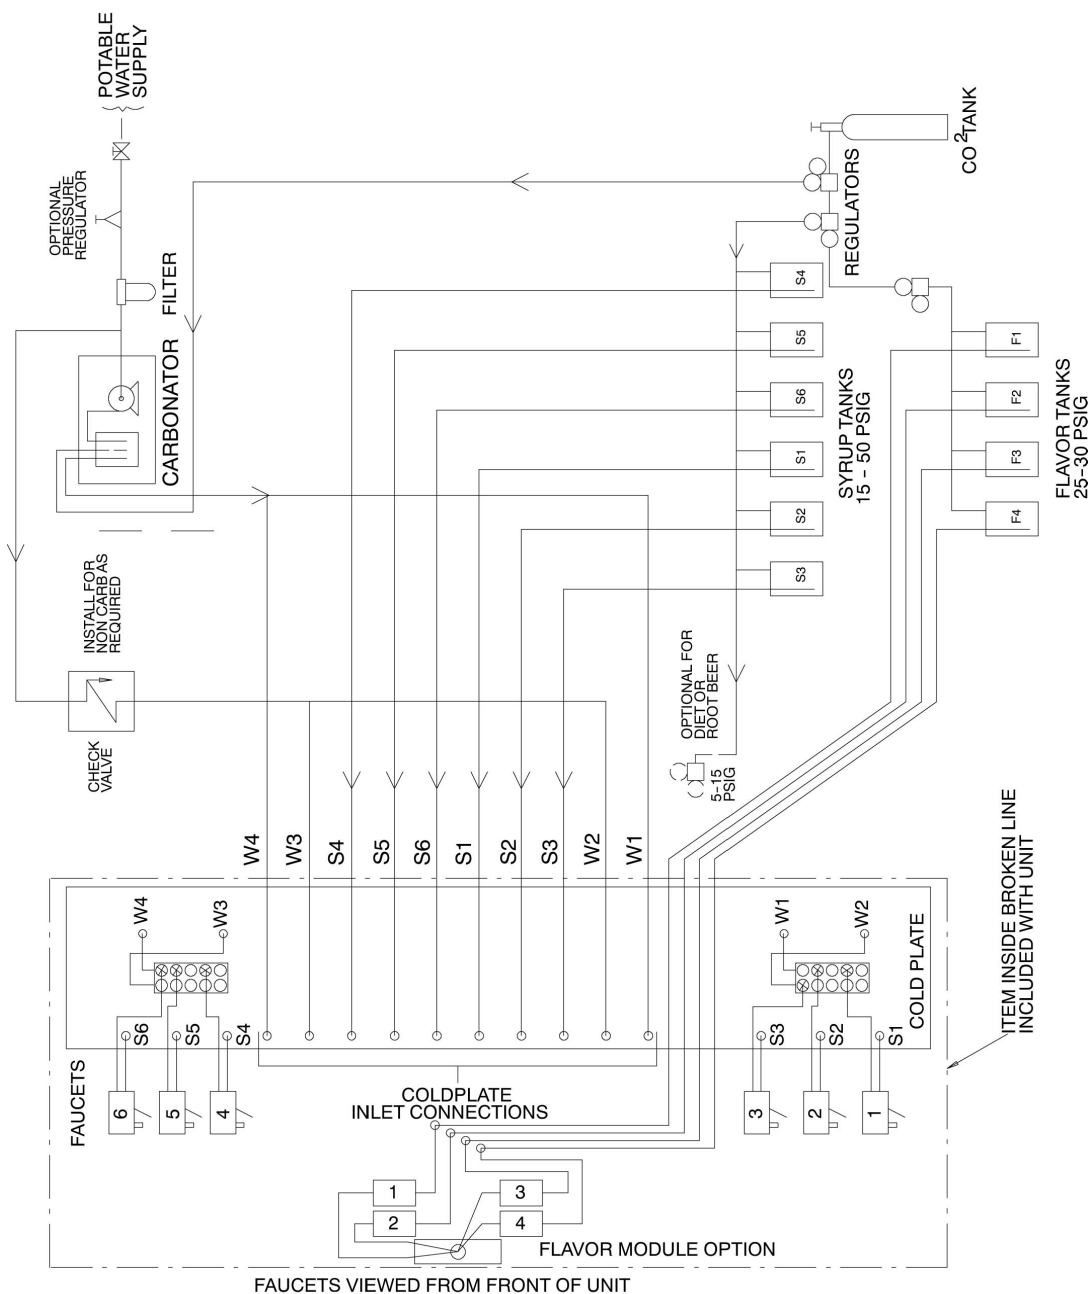 POTABLE
WATER
SUPPLY
OPTIONAL
PRESSURE
REGULATOR
FILTER
CARBONATOR
INSTALL FOR
NON CARB AS
REQUIRED
CHECK
VALVE
CO2 TANK
REGULATORS
S4
S5
S6
S1
S2
S3
SYRUP TANKS
15 - 50 PSIG
F1
F2
F3
F4
FLAVOR TANKS
25-30 PSIG
OPTIONAL FOR
DIET OR
ROOT BEER
5-15
PSIG
W4
W3
S4
S5
S6
S1
S2
S3
W2
W1
W4
W3
S6
S5
S4
W1
W2
S3
S2
S1
COLD PLATE
ITEM INSIDE BROKEN LINE
INCLUDED WITH UNIT
FAUCETS
6
5
4
3
2
1
COLDPLATE
INLET CONNECTIONS
1
2
3
4
FLAVOR MODULE OPTION
FAUCETS VIEWED FROM FRONT OF UNIT